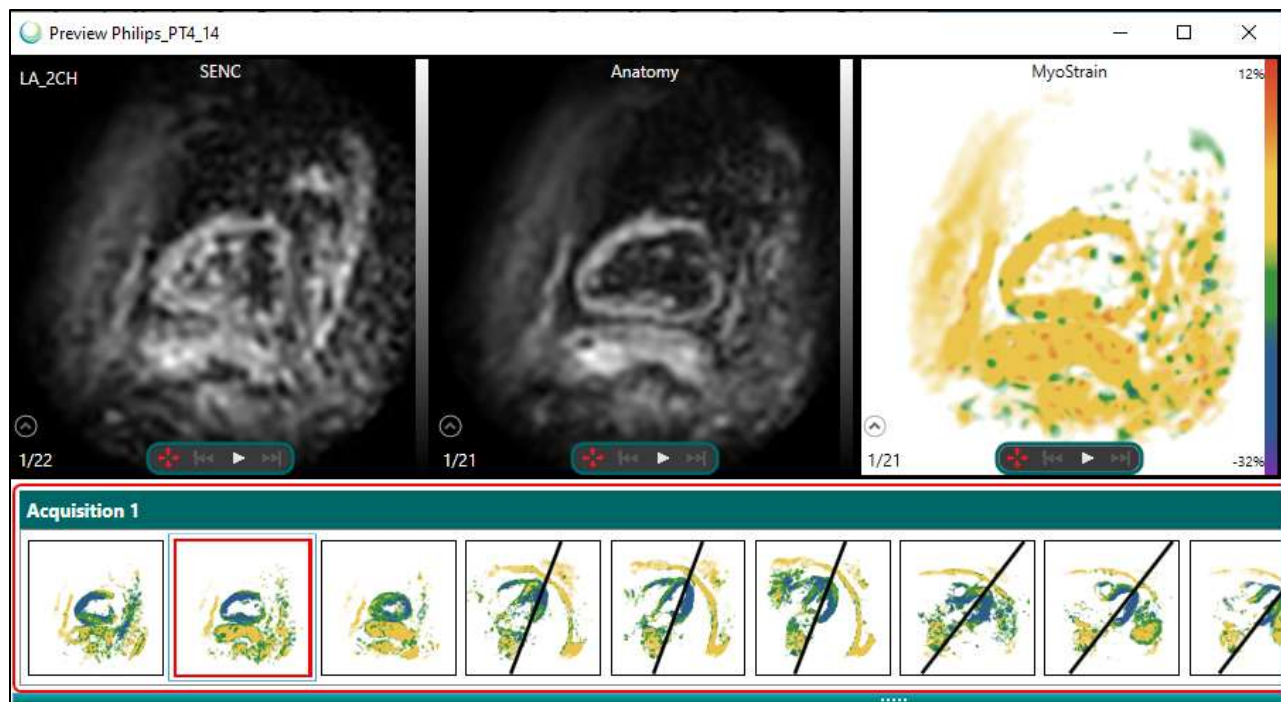 Preview Philips_PT4_14
LA_2CH
SENC
Anatomy
MyoStrain
12%
1/22
1/21
1/21
-32%
Acquisition 1